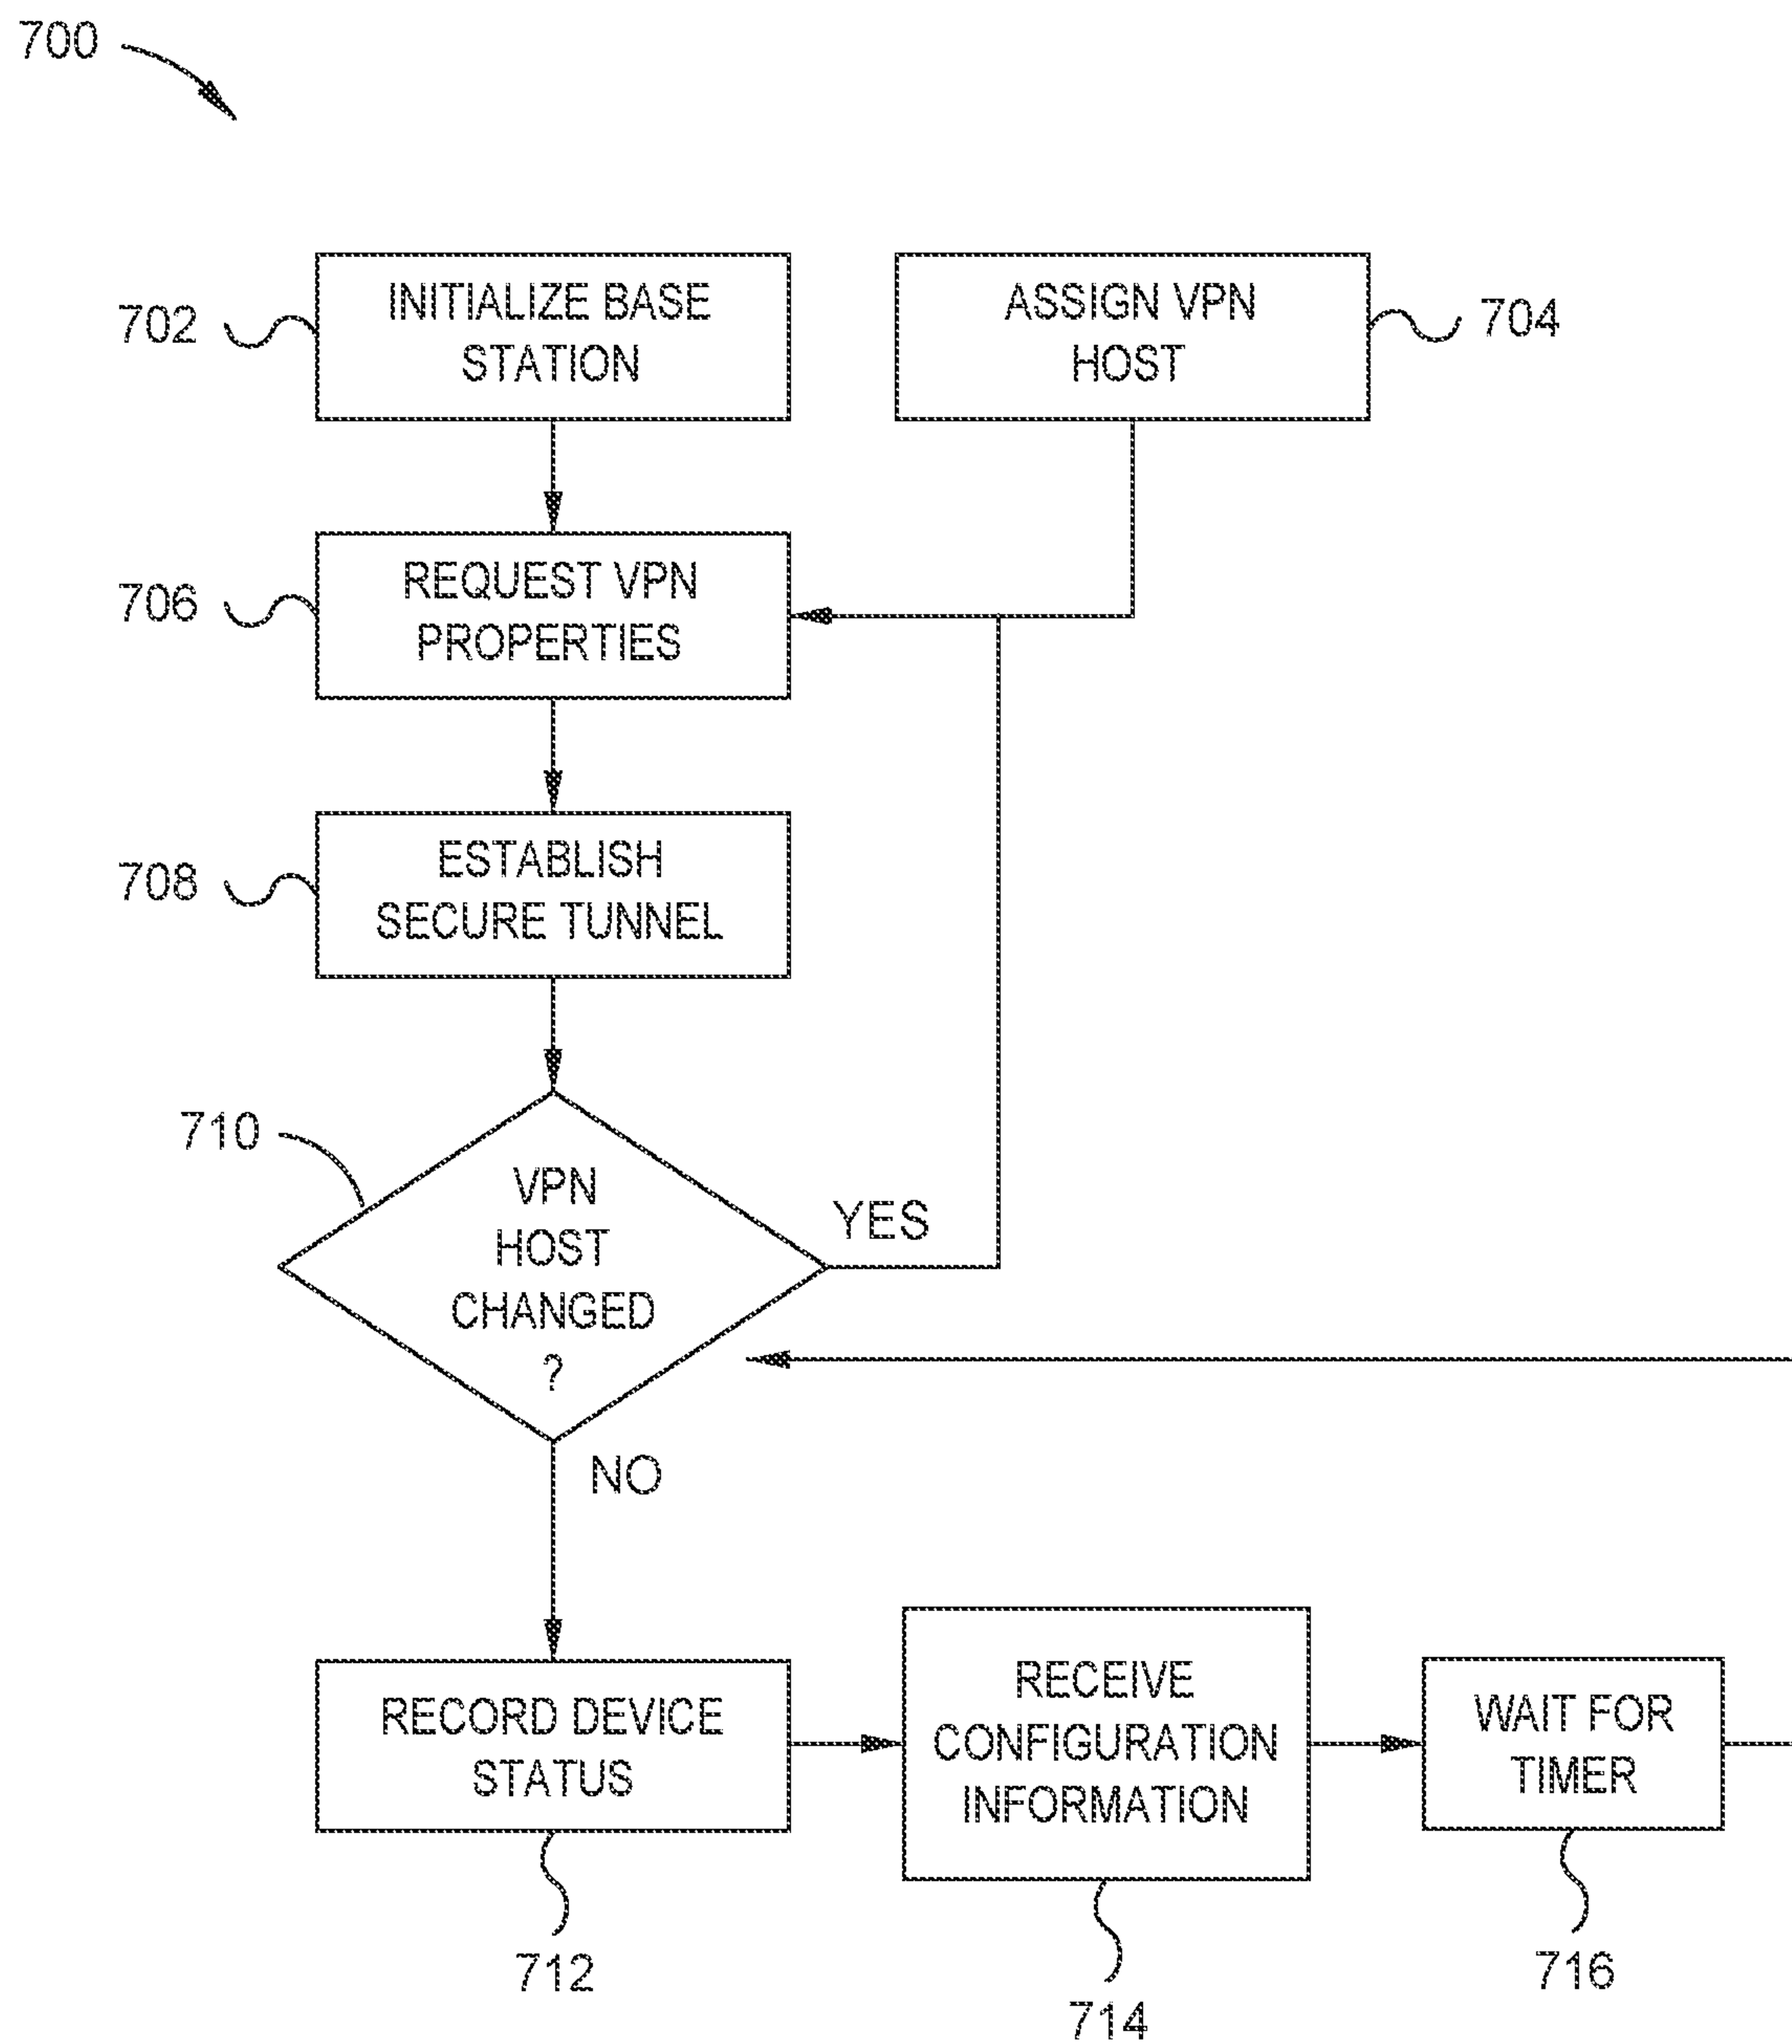 700
INITIALIZE BASE
STATION
702
ASSIGN VPN
HOST
704
REQUEST VPN
PROPERTIES
706
ESTABLISH
SECURE TUNNEL
708
710
VPN
HOST
CHANGED
?
YES
NO
RECORD DEVICE
STATUS
712
RECEIVE
CONFIGURATION
INFORMATION
714
WAIT FOR
TIMER
716